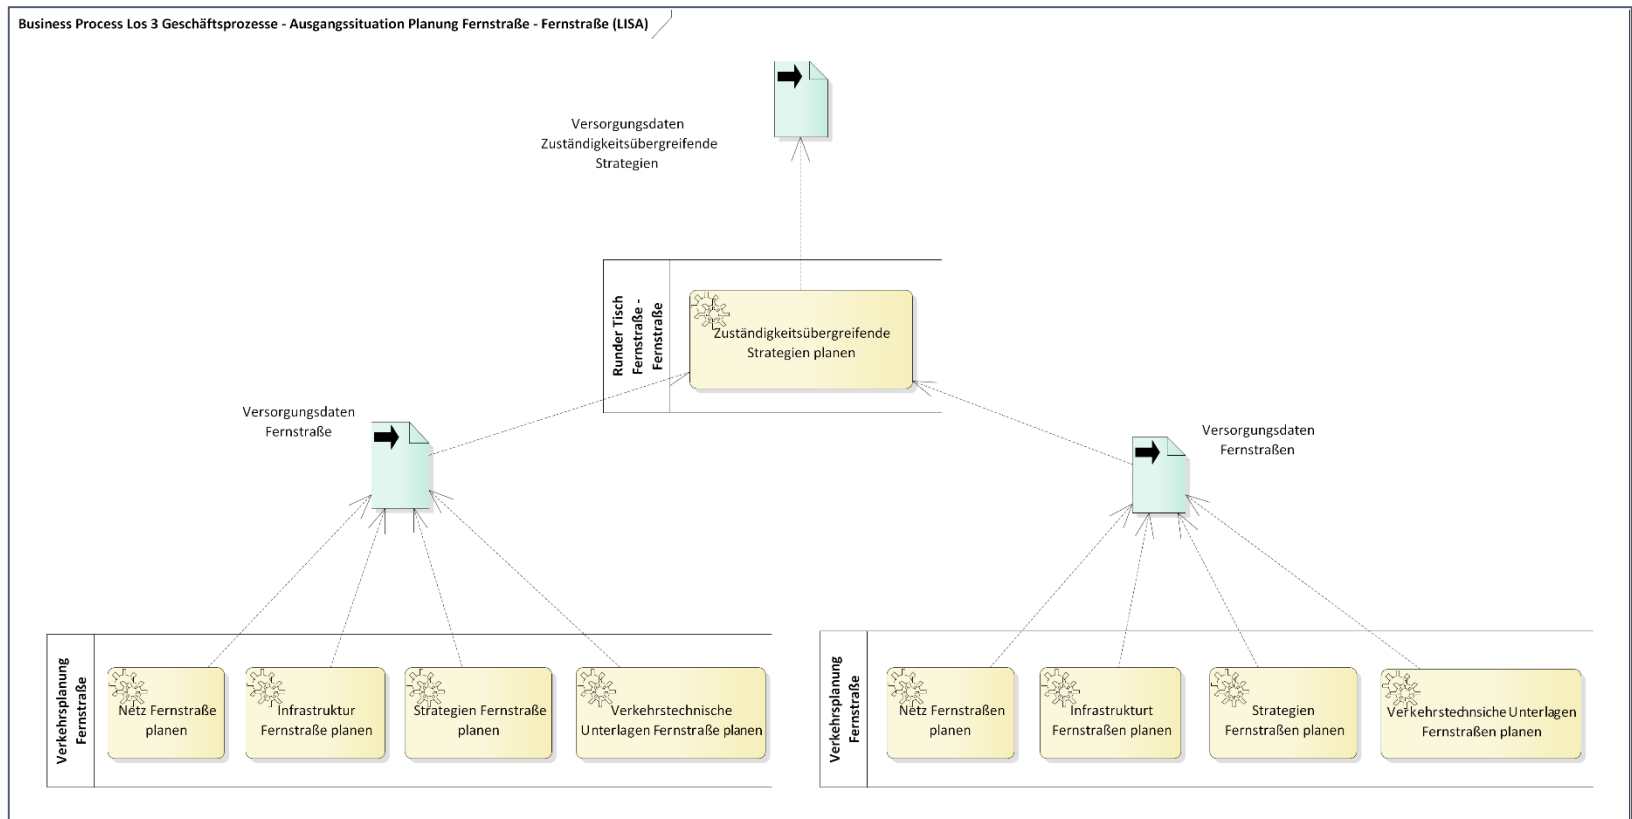 Business Process Los 3 Geschäftsprozesse - Ausgangssituation Planung Fernstraße - Fernstraße (LISA)
Versorgungsdaten
Zuständigkeitsübergreifende
Strategien
Runder Tisch
Fernstraße -
Fernstraße
Zuständigkeitsübergreifende
Strategien planen
Versorgungsdaten
Fernstraße
Versorgungsdaten
Fernstraßen
Verkehrsplanung
Fernstraße
Netz Fernstraße
planen
Infrastruktur
Fernstraße planen
Strategien Fernstraße
planen
Verkehrstechnische
Unterlagen Fernstraße planen
Verkehrsplanung
Fernstraße
Netz Fernstraßen
planen
Infrastrukturt
Fernstraßen planen
Strategien
Fernstraßen planen
Verkehrstechnsiche Unterlagen
Fernstraßen planen